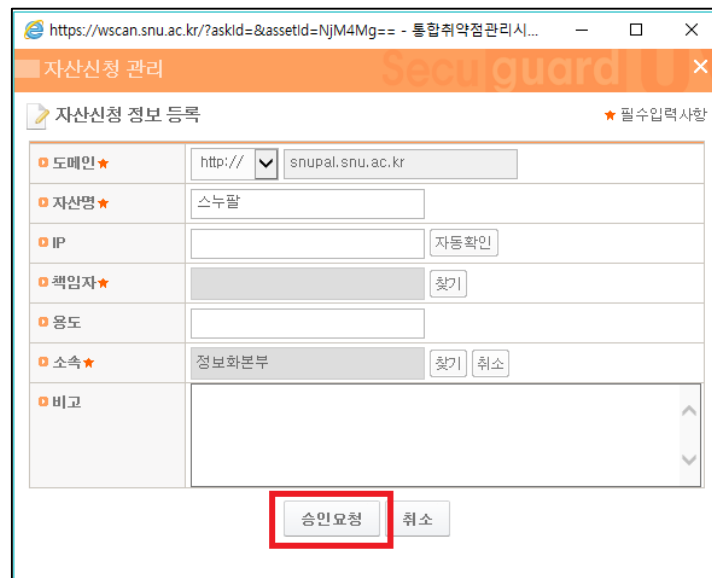 https://wscan.snu.ac.kr/?askId=&assetId=NjM4Mg== - 통합취약점관리시...
자산신청 관리
Secuguard
자산신청 정보 등록
★ 필수입력사항
도메인★ http:// snupal.snu.ac.kr
자산명★ 스누팔
IP 자동확인
책임자★ 찾기
용도
소속★ 정보화본부 찾기 취소
비고
승인요청 취소